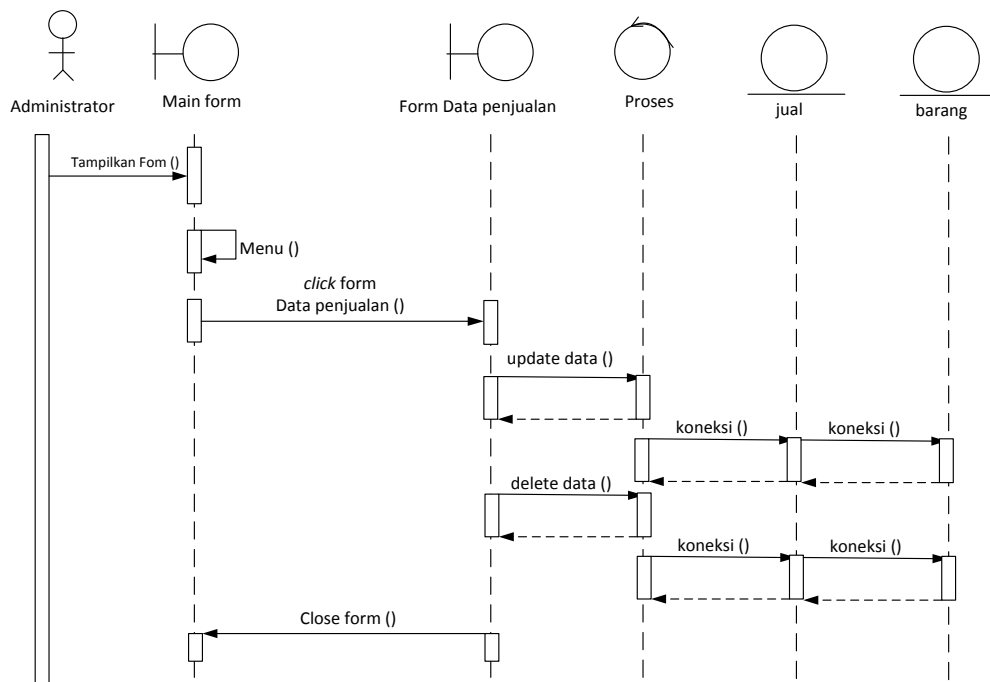 Administrator
Main form
Form Data penjualan
Proses
jual
barang
Tampilkan Fom ()
Menu ()
click form
Data penjualan ()
update data ()
koneksi ()
koneksi ()
delete data ()
koneksi ()
koneksi ()
Close form ()